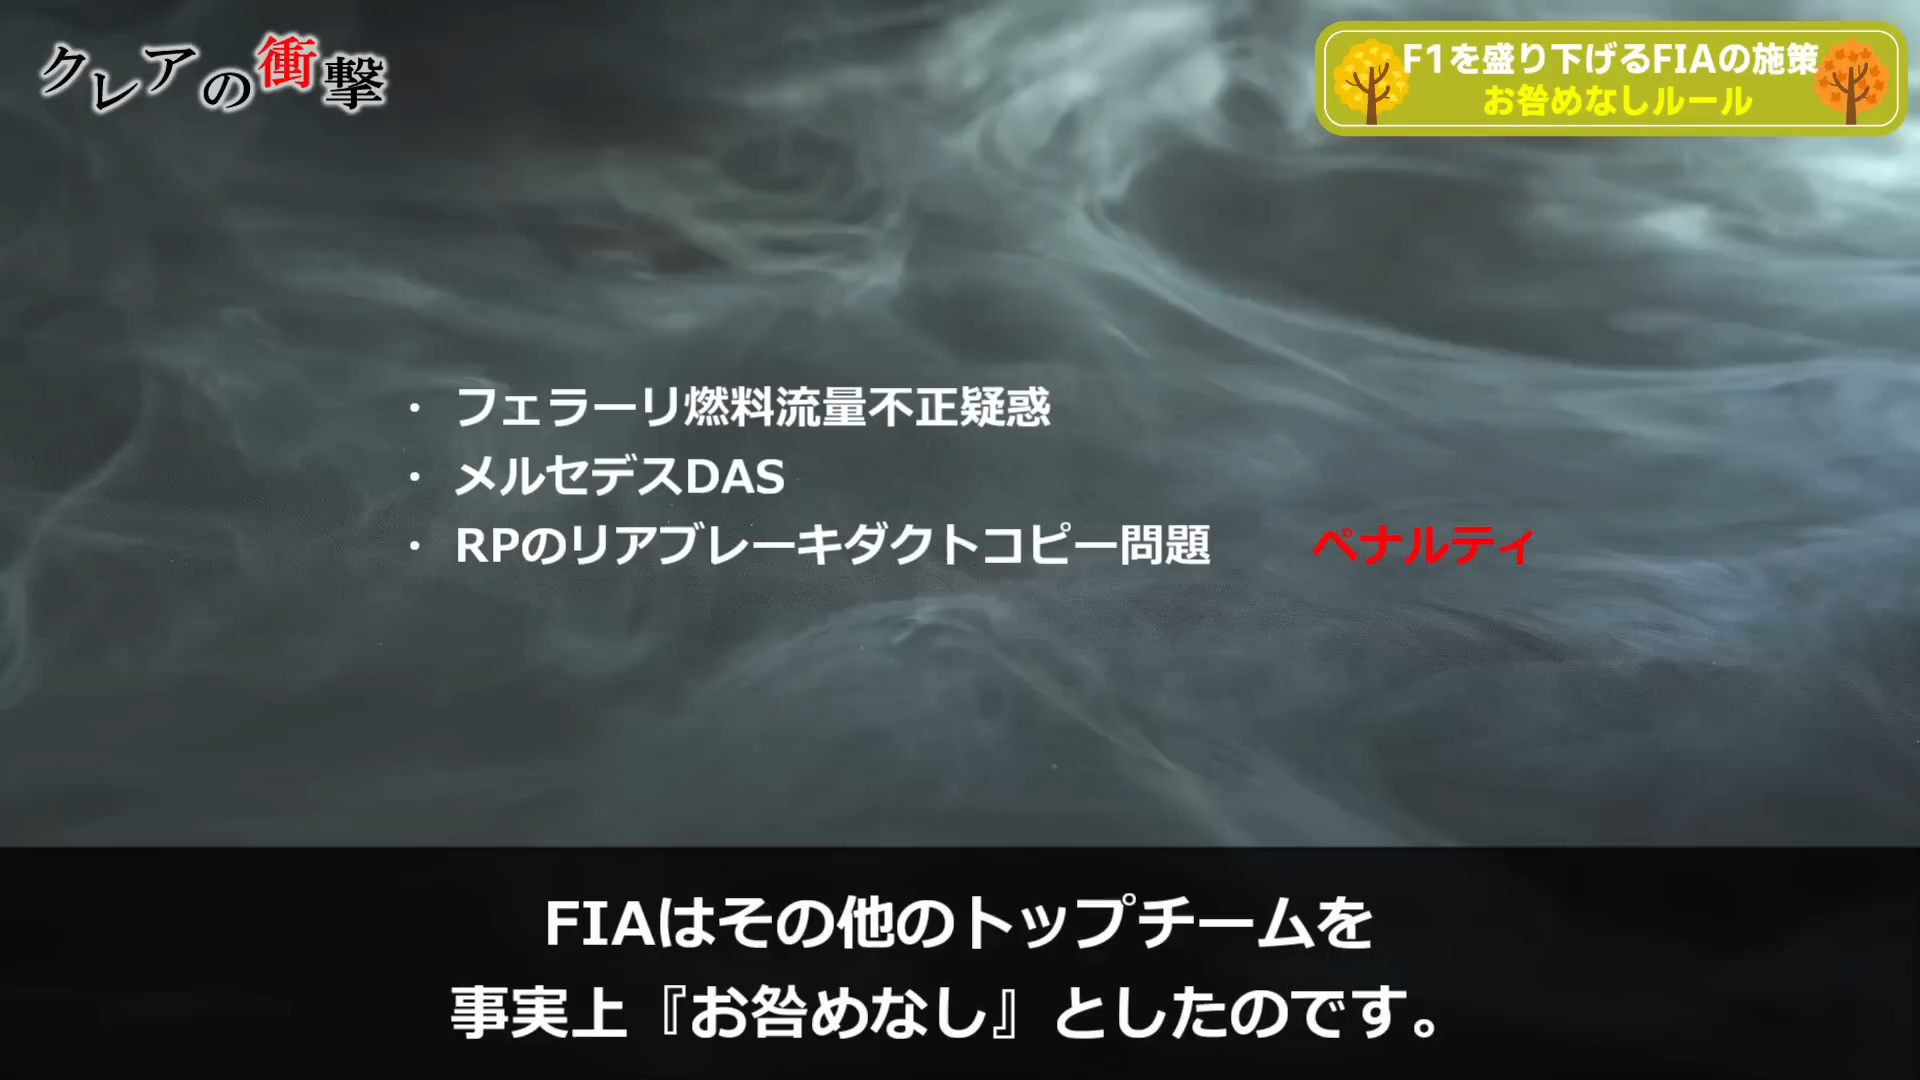 クレアの衝撃
F1を盛り下げるFIAの施策
お咎めなしルール
・ フェラーリ燃料流量不正疑惑
・ メルセデスDAS
・ RPのリアブレーキダクトコピー問題 ペナルティ
FIAはその他のトップチームを
事実上『お咎めなし』としたのです。